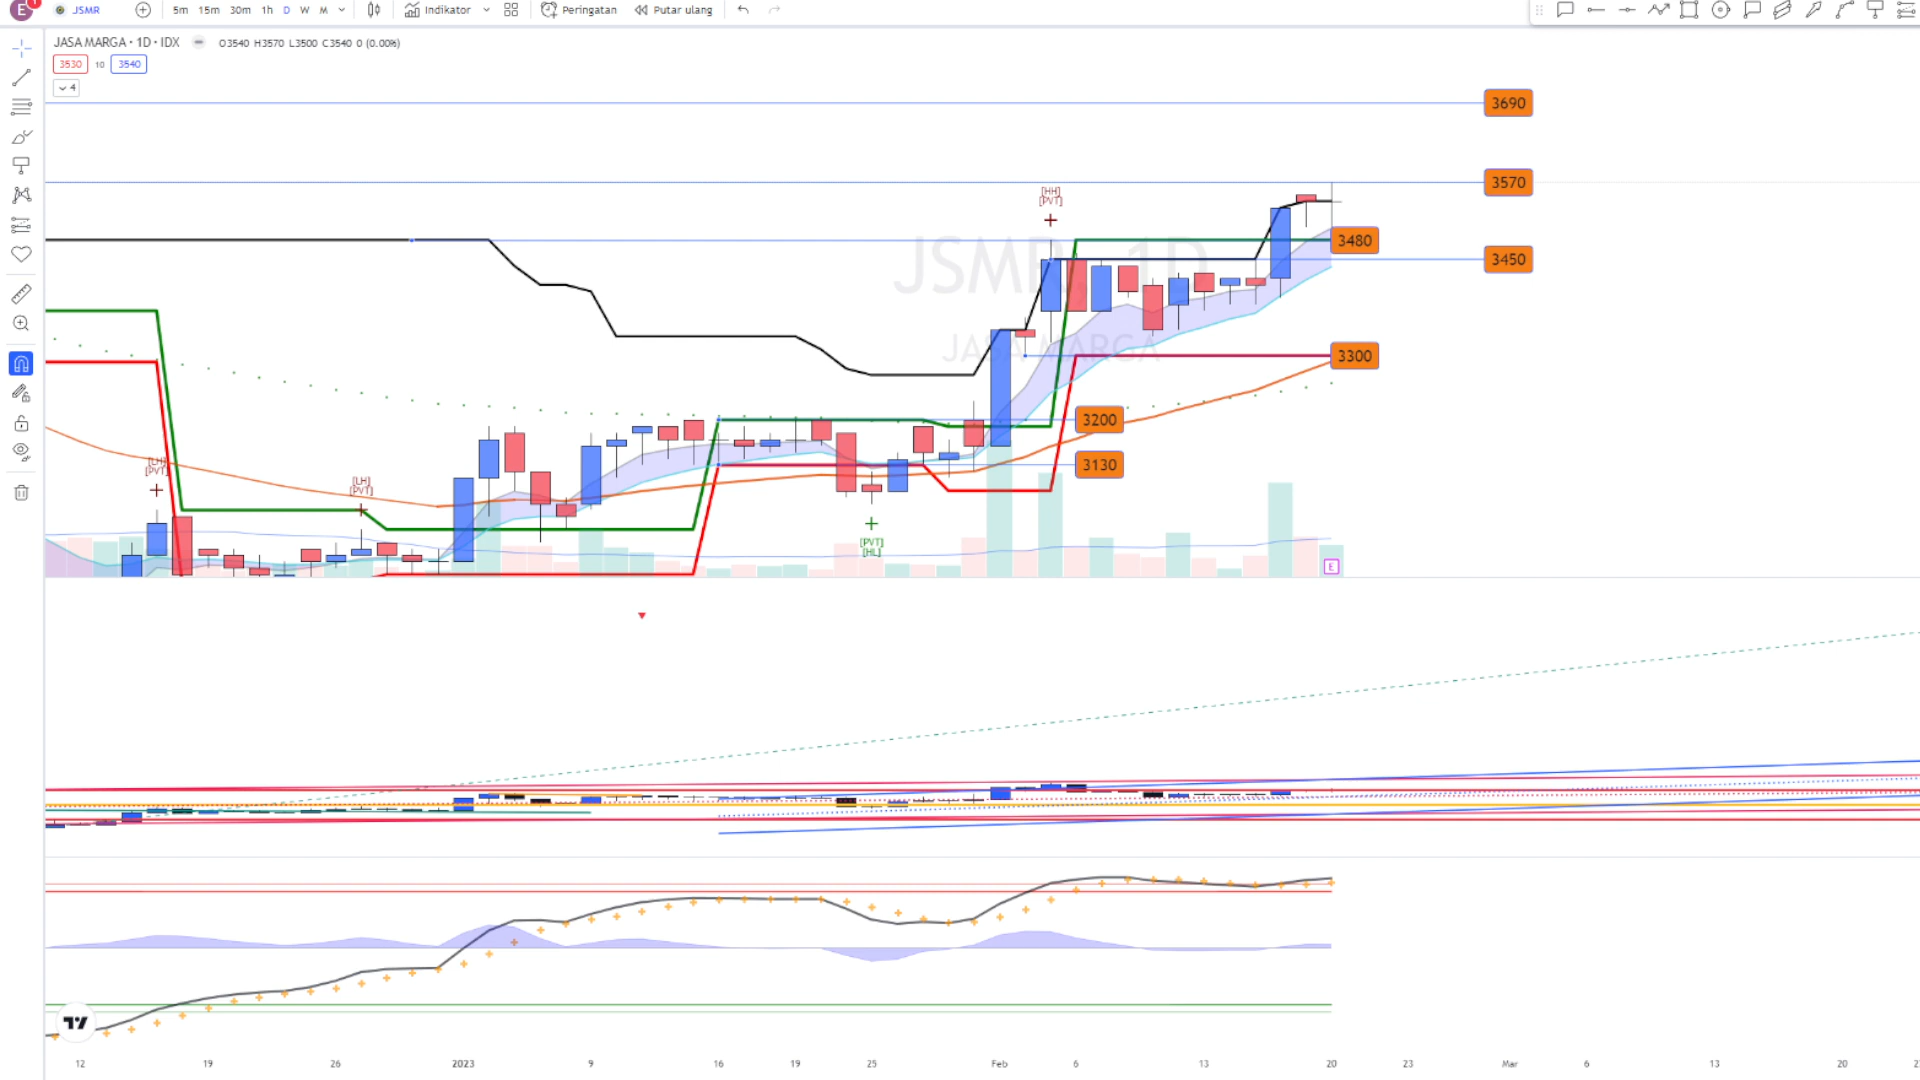 E 1 JSMR 5m 15m 30m 1h D W M Indikator Peringatan Putar ulang
JASA MARGA • 1D • IDX O3540 H3570 L3500 C3540 0 (0.00%)
3530 10 3540
4
3690
3570
[HH]
[PVT]
JSMR, 1D
JASA MARGA
3480
3450
3300
3200
3130
[LH]
[PVT]
[LH]
[PVT]
[PVT]
[HL]
E
12 19 26 2023 9 16 19 25 Feb 6 13 20 23 Mar 6 13 20